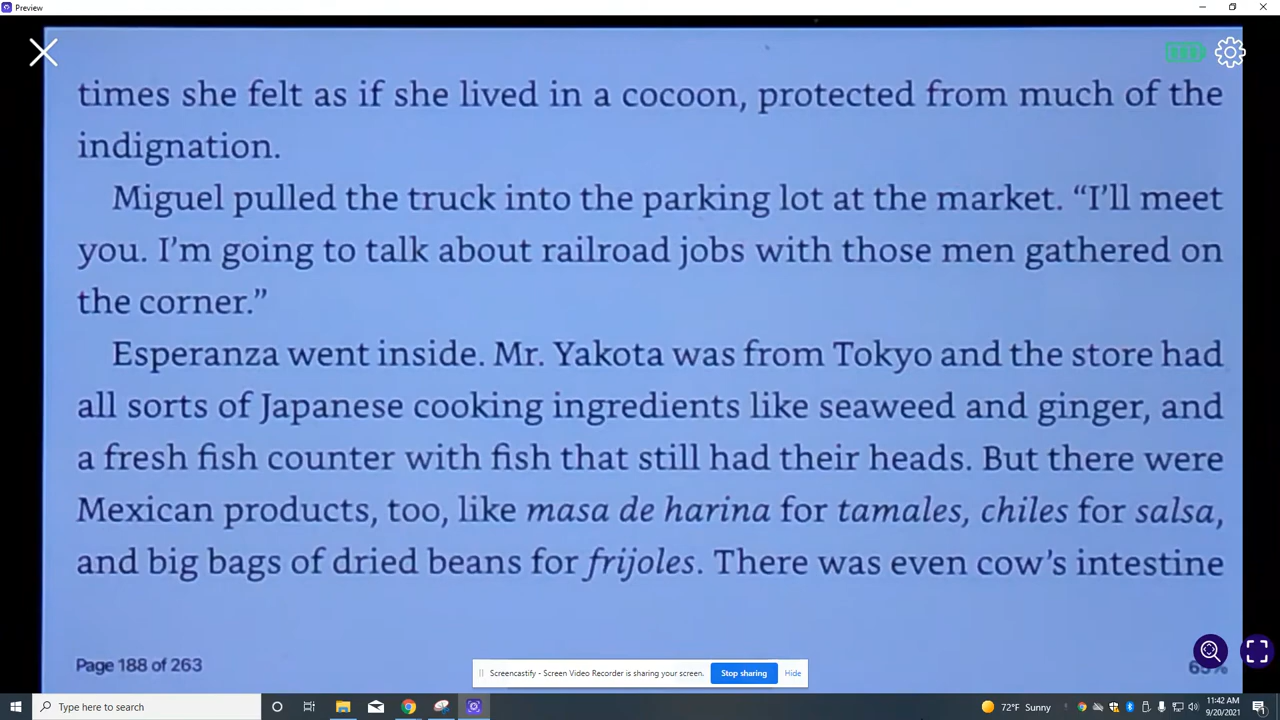 Preview
times she felt as if she lived in a cocoon, protected from much of the
indignation.
Miguel pulled the truck into the parking lot at the market. “I’ll meet
you. I’m going to talk about railroad jobs with those men gathered on
the corner.”
Esperanza went inside. Mr. Yakota was from Tokyo and the store had
all sorts of Japanese cooking ingredients like seaweed and ginger, and
a fresh fish counter with fish that still had their heads. But there were
Mexican products, too, like masa de harina for tamales, chiles for salsa,
and big bags of dried beans for frijoles. There was even cow’s intestine
Page 188 of 263
Screencastify - Screen Video Recorder is sharing your screen.
Stop sharing
Hide
Type here to search
72°F Sunny
11:42 AM
9/20/2021